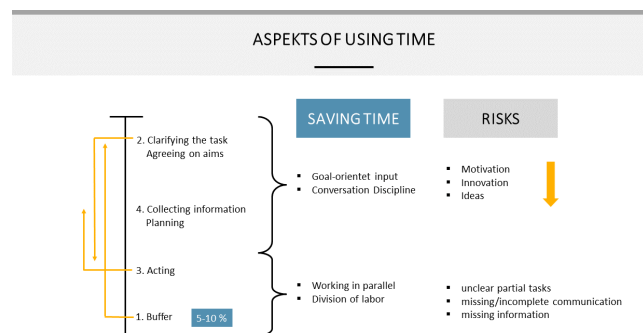 ASPEKTS OF USING TIME
SAVING TIME
RISKS
2. Clarifying the task
Agreeing on aims
4. Collecting information
Planning
3. Acting
1. Buffer
5-10 %
▪ Goal-orientet input
▪ Conversation Discipline
▪ Working in parallel
▪ Division of labor
▪ Motivation
▪ Innovation
▪ Ideas
▪ unclear partial tasks
▪ missing/incomplete communication
▪ missing information